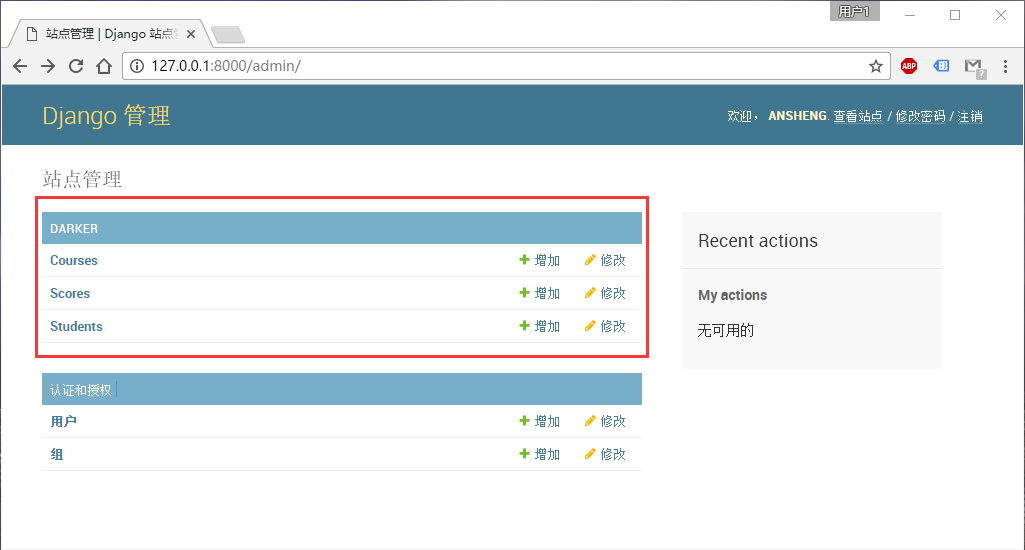 用户1
站点管理 | Django 站点
127.0.0.1:8000/admin/
ABP
Django 管理
欢迎， ANSHENG. 查看站点 / 修改密码 / 注销
站点管理
DARKER
Courses 增加 修改
Scores 增加 修改
Students 增加 修改
认证和授权
用户 增加 修改
组 增加 修改
Recent actions
My actions
无可用的